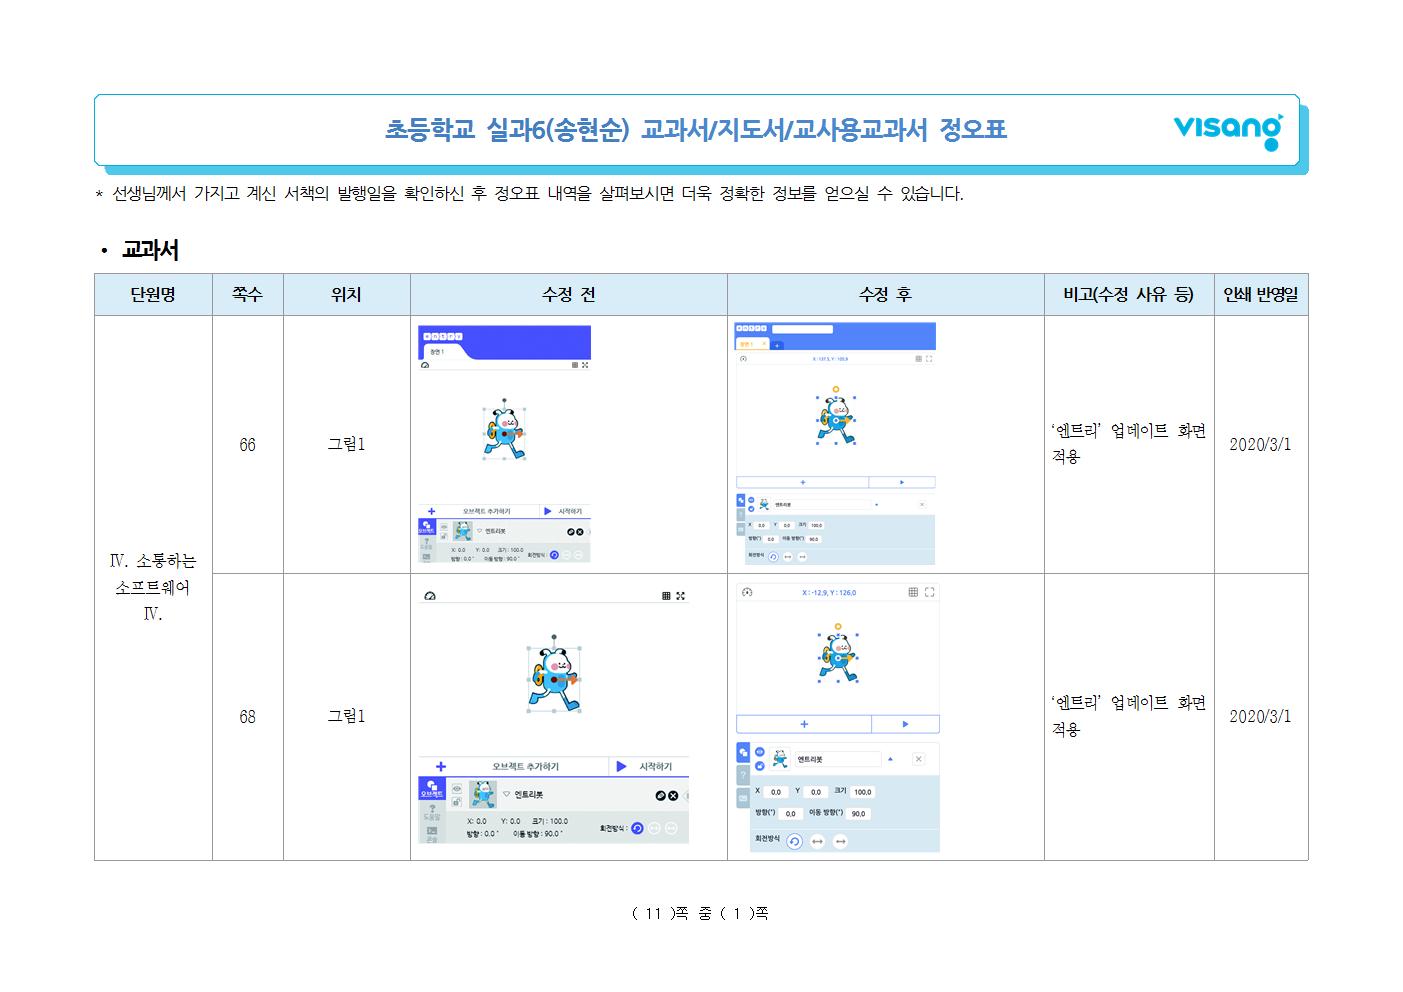 초등학교 실과6(송현순) 교과서/지도서/교사용교과서 정오표
visang
* 선생님께서 가지고 계신 서책의 발행일을 확인하신 후 정오표 내역을 살펴보시면 더욱 정확한 정보를 얻으실 수 있습니다.
• 교과서
단원명 쪽수 위치 수정 전 수정 후 비고(수정 사유 등) 인쇄 반영일
Ⅳ. 소통하는
소프트웨어
Ⅳ.
66 그림1
entry
장면 1
+ 오브젝트 추가하기 ▶ 시작하기
오브젝트 엔트리봇
도움말
X: 0.0 Y: 0.0 크기: 100.0
방향: 0.0° 이동 방향: 90.0° 회전방식:
entry
장면 1 × +
X : -137.5, Y : 105.9
+ ▶
엔트리봇
X 0.0 Y 0.0 크기 100.0
방향(°) 0.0 이동 방향(°) 90.0
회전방식
‘엔트리’ 업데이트 화면
적용
2020/3/1
68 그림1
+ 오브젝트 추가하기 ▶ 시작하기
오브젝트 엔트리봇
도움말
콘솔
X: 0.0 Y: 0.0 크기 : 100.0
방향 : 0.0° 이동 방향 : 90.0° 회전방식 :
X : -12.9, Y : 126.0
+ ▶
엔트리봇
?
X 0.0 Y 0.0 크기 100.0
방향(°) 0.0 이동 방향(°) 90.0
회전방식
‘엔트리’ 업데이트 화면
적용
2020/3/1
( 11 )쪽 중 ( 1 )쪽